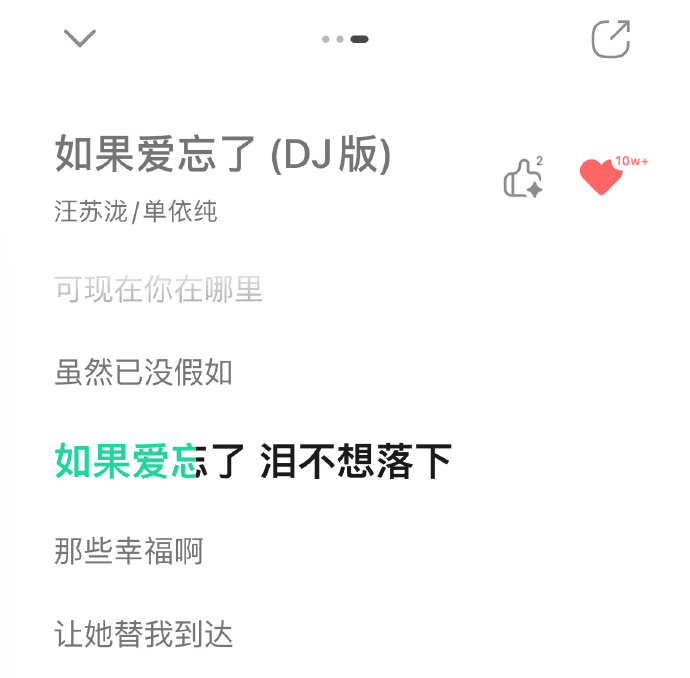 如果爱忘了 (DJ版)
2
10w+
汪苏泷/单依纯
可现在你在哪里
虽然已没假如
如果爱忘了 泪不想落下
那些幸福啊
让她替我到达